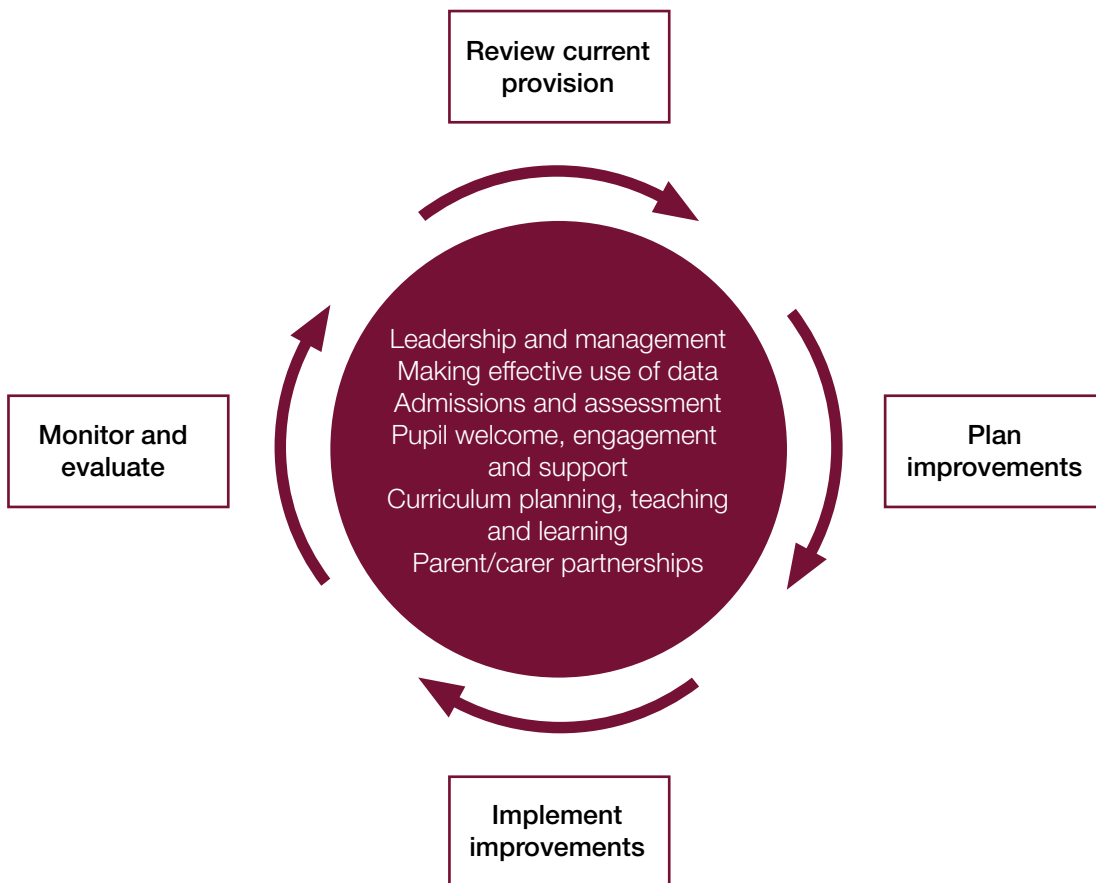 Review current
provision
Leadership and management
Making effective use of data
Admissions and assessment
Pupil welcome, engagement
and support
Curriculum planning, teaching
and learning
Parent/carer partnerships
Monitor and
evaluate
Plan
improvements
Implement
improvements